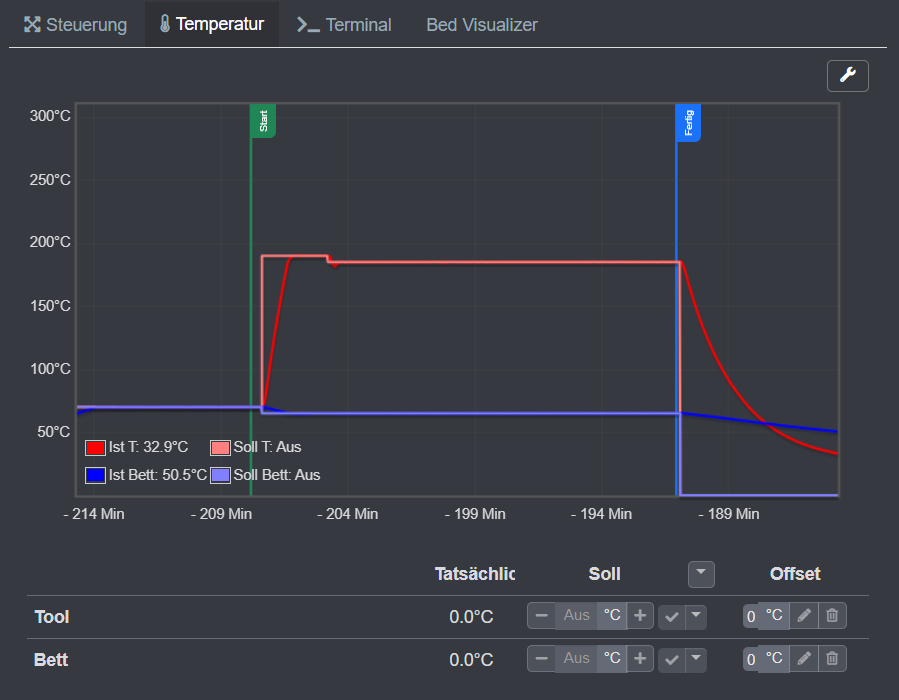 Steuerung Temperatur Terminal Bed Visualizer
Start
Fertig
300°C
250°C
200°C
150°C
100°C
50°C
Ist T: 32.9°C Soll T: Aus
Ist Bett: 50.5°C Soll Bett: Aus
- 214 Min - 209 Min - 204 Min - 199 Min - 194 Min - 189 Min
Tatsächlic Soll Offset
Tool 0.0°C Aus °C 0 °C
Bett 0.0°C Aus °C 0 °C